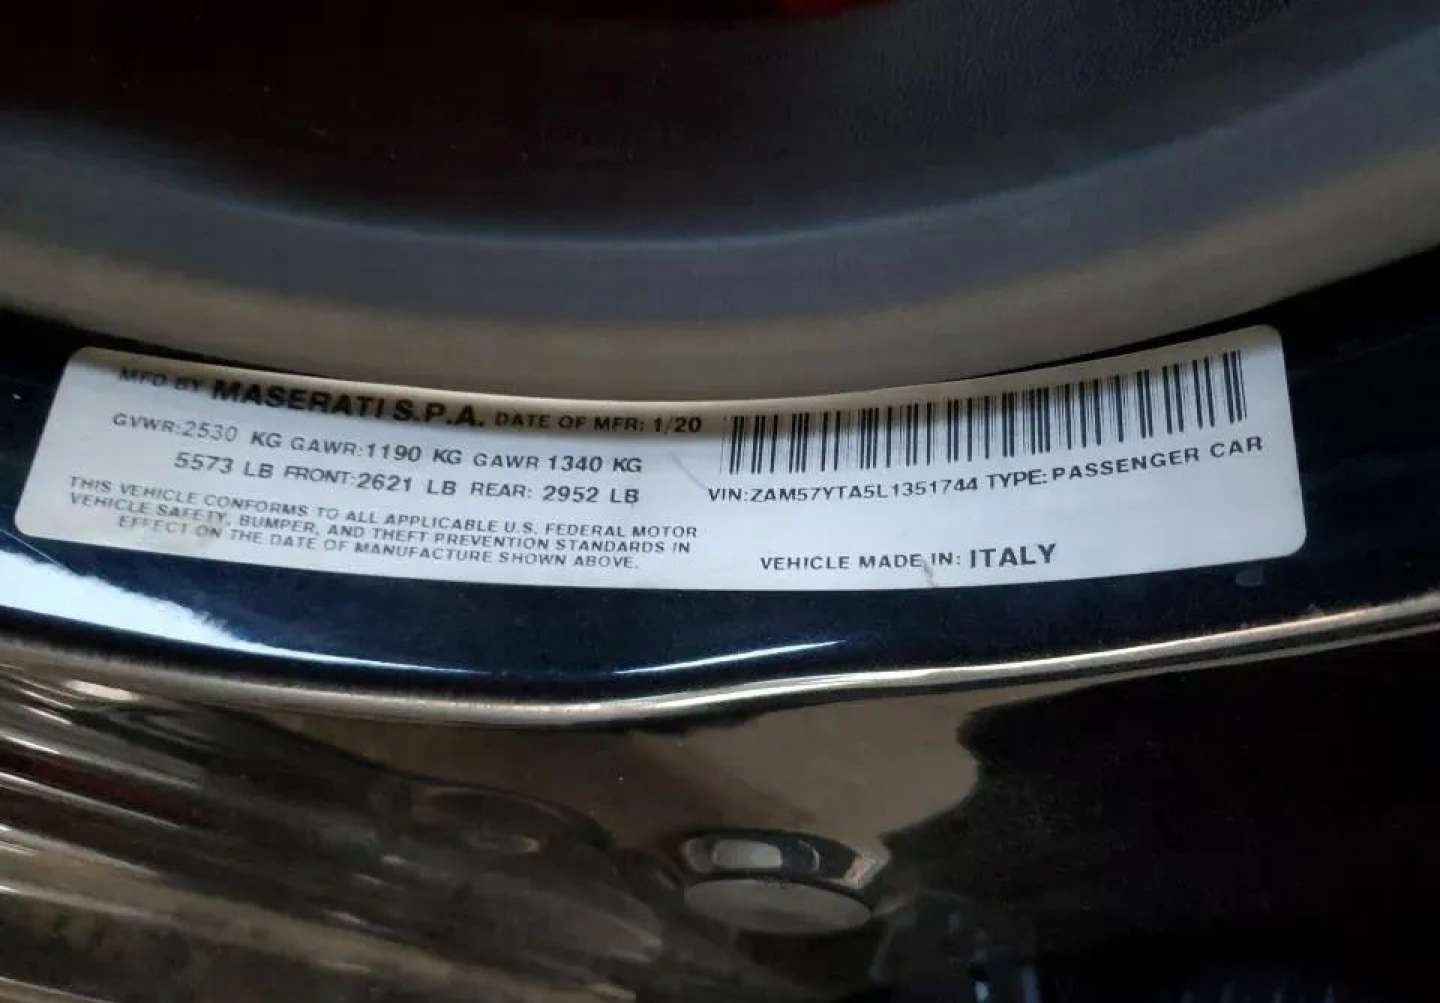 MFD BY MASERATI S.P.A. DATE OF MFR: 1/20
GVWR:2530 KG GAWR:1190 KG GAWR 1340 KG
5573 LB FRONT:2621 LB REAR: 2952 LB
THIS VEHICLE CONFORMS TO ALL APPLICABLE U.S. FEDERAL MOTOR
VEHICLE SAFETY, BUMPER, AND THEFT PREVENTION STANDARDS IN
EFFECT ON THE DATE OF MANUFACTURE SHOWN ABOVE.
VIN:ZAM57YTA5L1351744 TYPE:PASSENGER CAR
VEHICLE MADE IN: ITALY